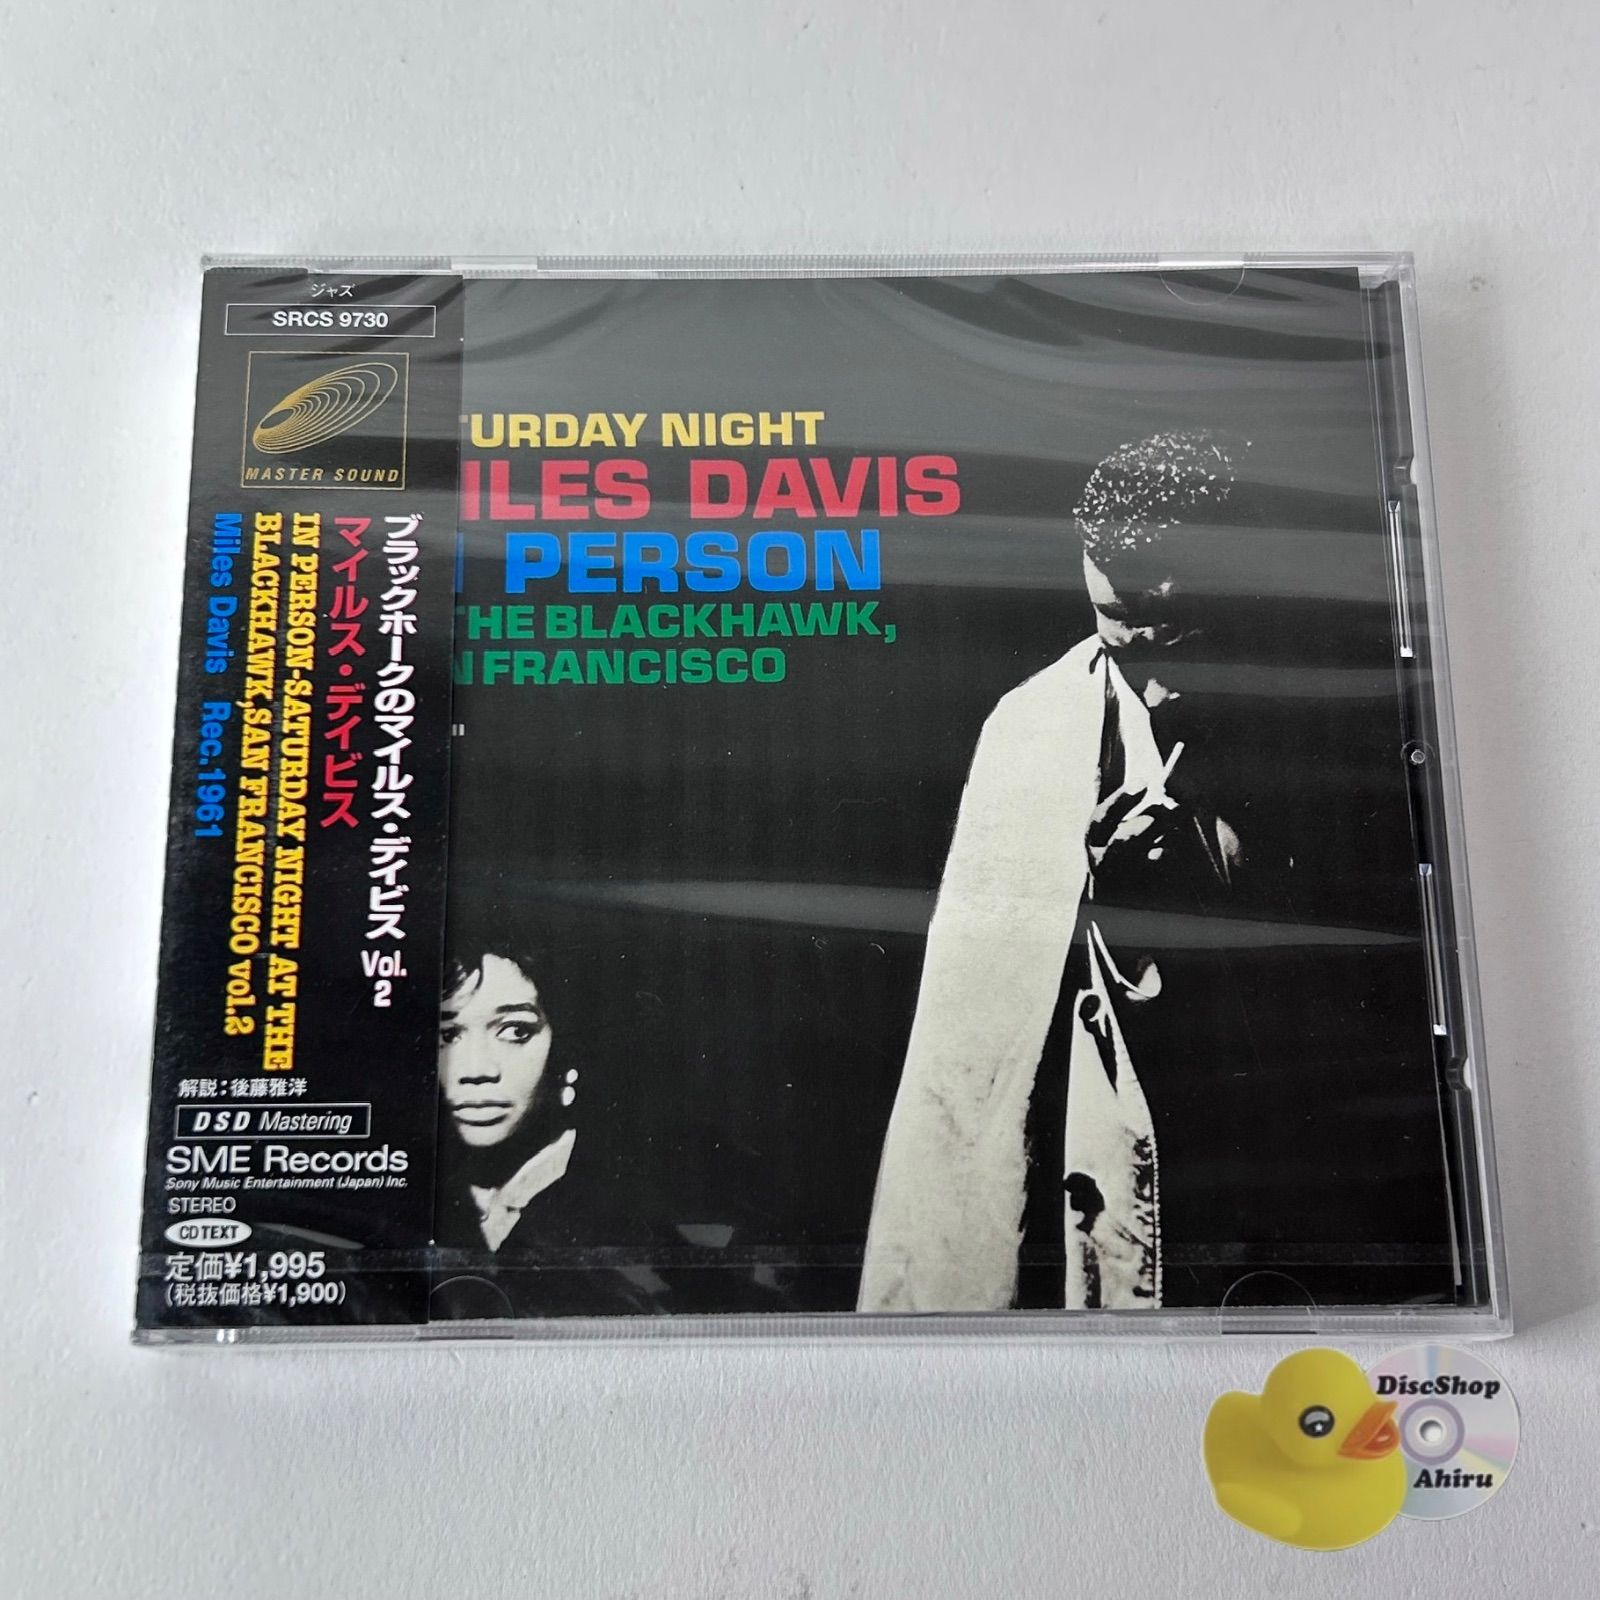 ジャズ
SRCS 9730
MASTER SOUND
ブラックホークのマイルス・デイビス Vol. 2
マイルス・デイビス
IN PERSON-SATURDAY NIGHT AT THE
BLACKHAWK,SAN FRANCISCO vol.2
Miles Davis Rec.1961
解説:後藤雅洋
DSD Mastering
SME Records
Sony Music Entertainment (Japan) Inc.
STEREO
CD TEXT
定価¥1,995
(税抜価格¥1,900)
TURDAY NIGHT
ILES DAVIS
PERSON
THE BLACKHAWK,
N FRANCISCO
DiscShop
Ahiru